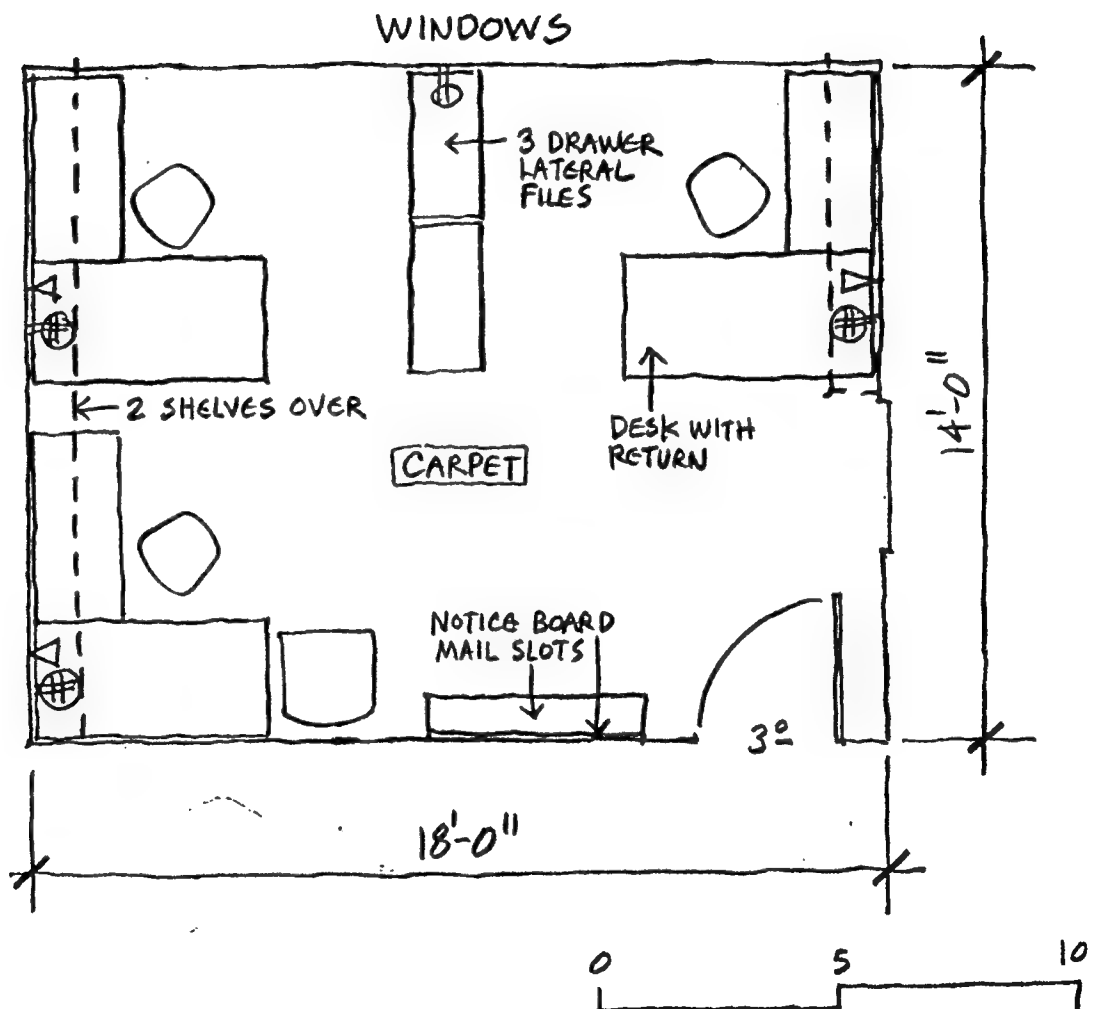 WINDOWS
3 DRAWER
LATERAL
FILES
2 SHELVES OVER
DESK WITH
RETURN
14'-0"
CARPET
NOTICE BOARD
MAIL SLOTS
3º
18'-0"
0 5 10